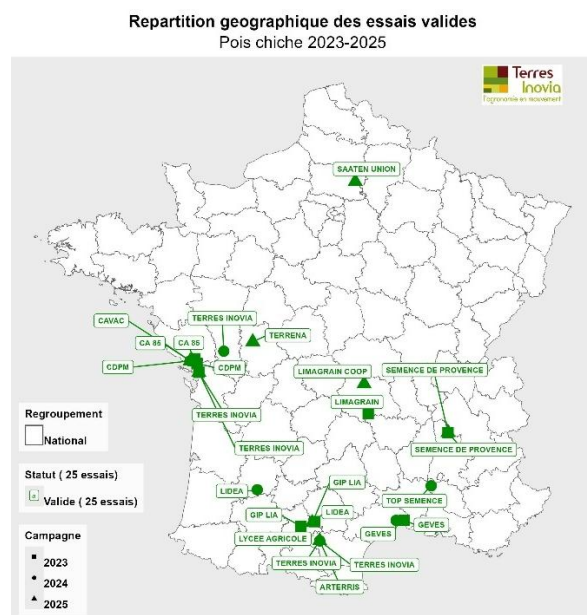 Repartition geographique des essais valides
Pois chiche 2023-2025
Terres
Inovia
l'agronomie en mouvement
SAATEN UNION
CAVAC
TERRES INOVIA
CA 85
CA 85
TERRENA
CDPM
CDPM
LIMAGRAIN COOP
SEMENCE DE PROVENCE
LIMAGRAIN
TERRES INOVIA
TERRES INOVIA
SEMENCE DE PROVENCE
Regroupement
National
Statut ( 25 essais)
a
Valide ( 25 essais)
Campagne
2023
2024
2025
LIDEA
GIP LIA
GIP LIA
LIDEA
TOP SEMENCE
GEVES
GEVES
LYCEE AGRICOLE
TERRES INOVIA
TERRES INOVIA
ARTERRIS